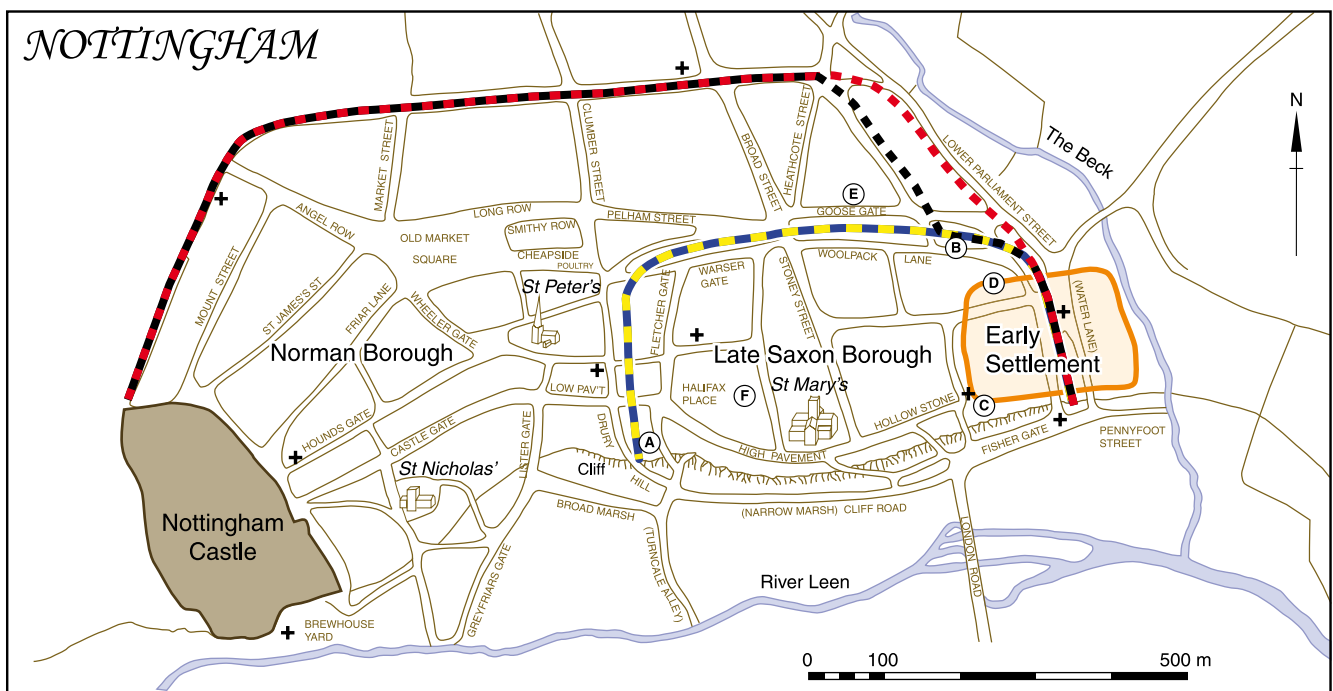 NOTTINGHAM
N
The Beck
CLUMBER STREET
MARKET STREET
BROAD STREET
HEATHCOTE STREET
LOWER PARLIAMENT STREET
E
GOOSE GATE
LONG ROW
PELHAM STREET
ANGEL ROW
SMITHY ROW
OLD MARKET
SQUARE
CHEAPSIDE
POULTRY
B
WOOLPACK
LANE
WARSER
GATE
STONEY STREET
FLETCHER GATE
MOUNT STREET
ST JAMES'S ST
FRIAR LANE
WHEELER GATE
St Peter's
D
(WATER LANE)
Early
Settlement
Norman Borough
Late Saxon Borough
St Mary's
LOW PAV'T
HALIFAX
PLACE
F
HOLLOW STONE
C
HOUNDS GATE
CASTLE GATE
LISTER GATE
DRURY
HILL
A
HIGH PAVEMENT
FISHER GATE
PENNYFOOT
STREET
St Nicholas'
Cliff
BROAD MARSH
(NARROW MARSH) CLIFF ROAD
(TURNCALE ALLEY)
LONDON ROAD
Nottingham
Castle
GREYFRIARS GATE
River Leen
BREWHOUSE
YARD
0 100 500 m